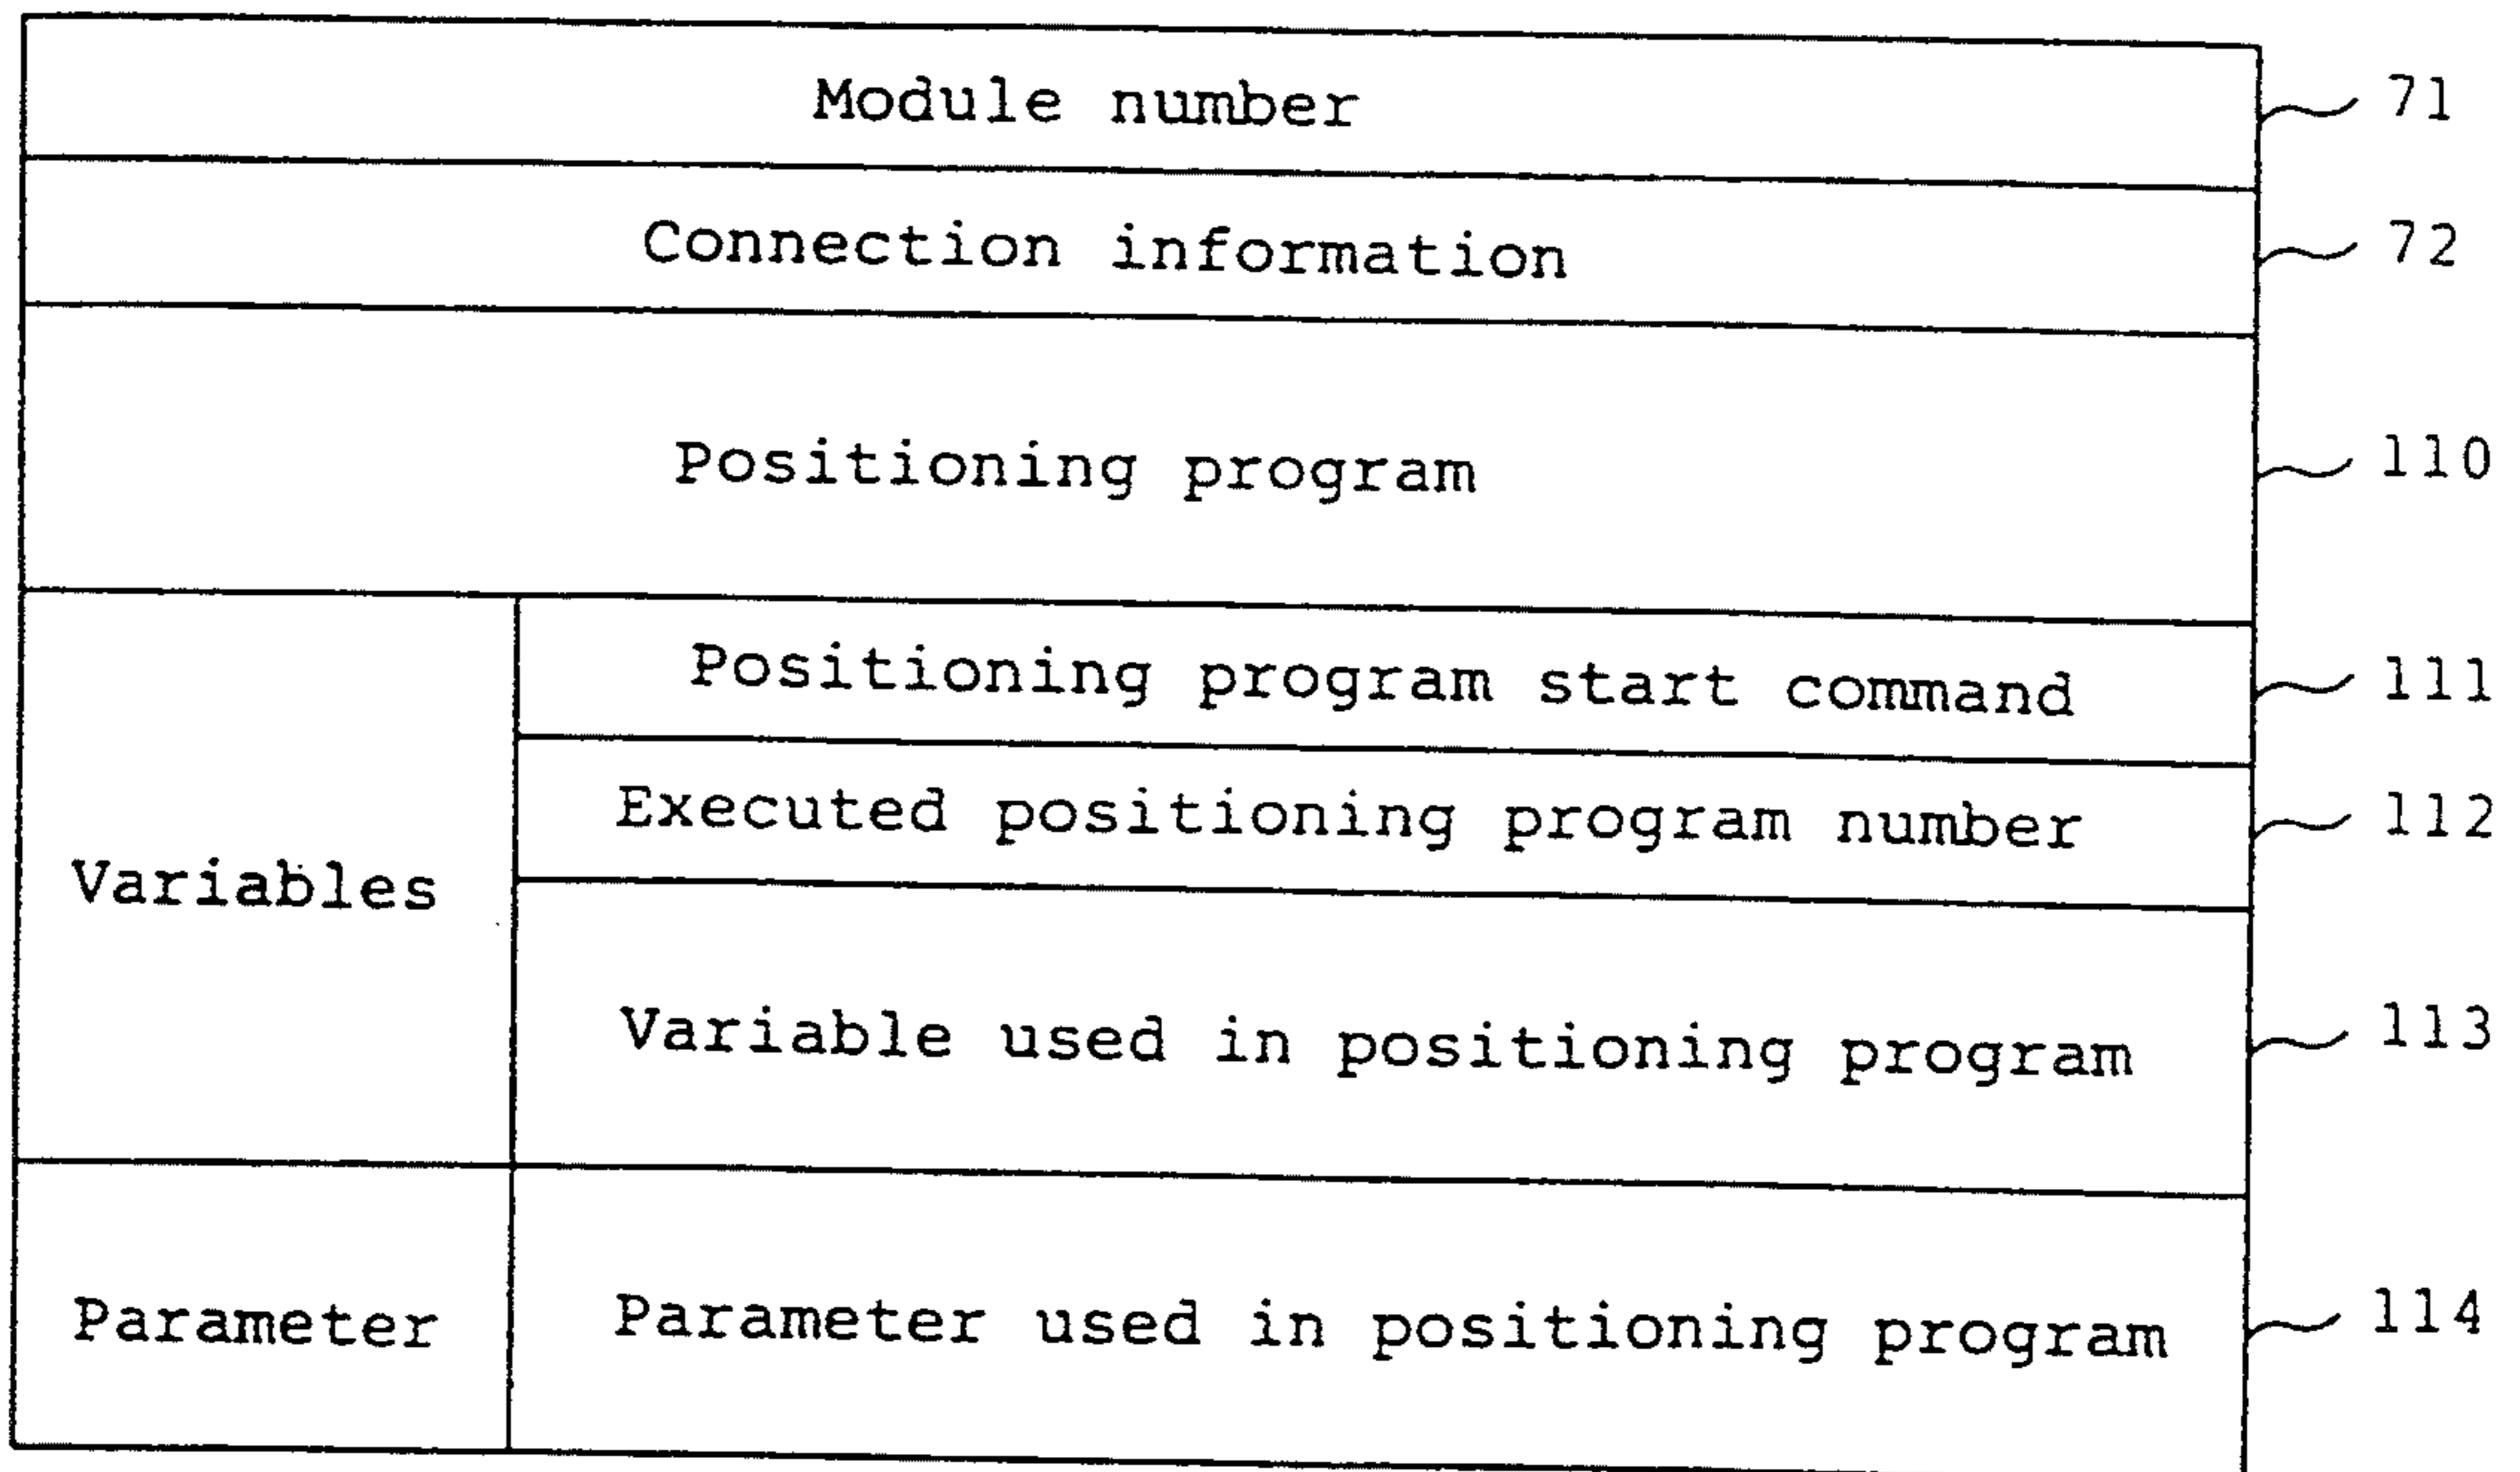 Module number 71
Connection information 72
Positioning program 110
Positioning program start command 111
Executed positioning program number 112
Variables
Variable used in positioning program 113
Parameter Parameter used in positioning program 114